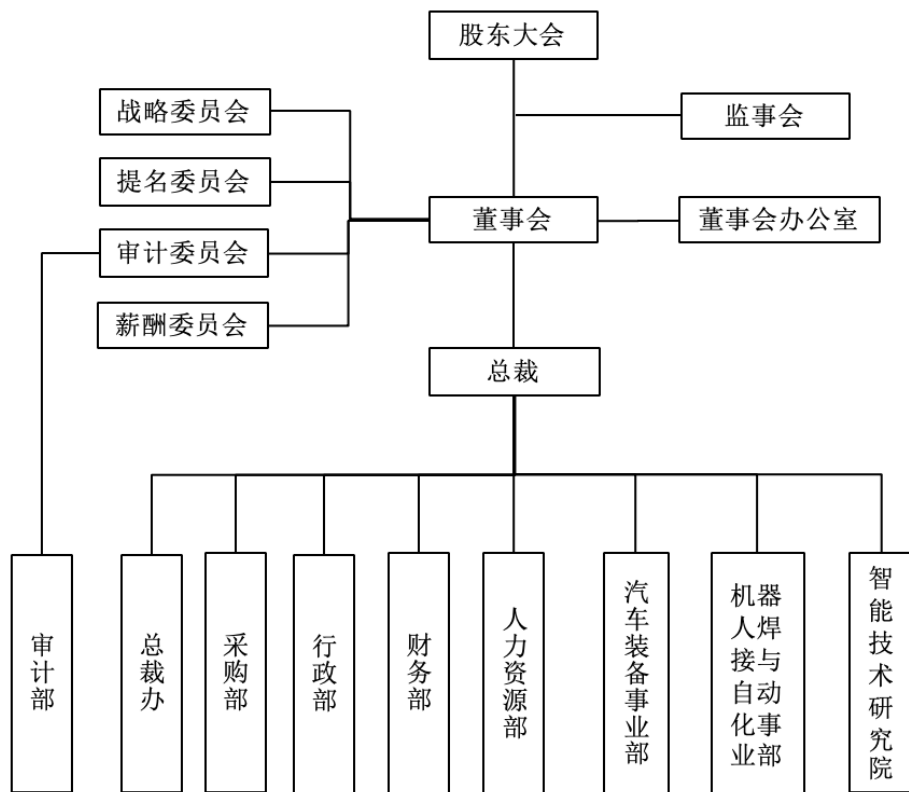 股东大会
战略委员会
监事会
提名委员会
董事会
董事会办公室
审计委员会
薪酬委员会
总裁
审计部
总裁办
采购部
行政部
财务部
人力资源部
汽车装备事业部
机器
人焊
接与
自动
化事
业部
智能技术研究院